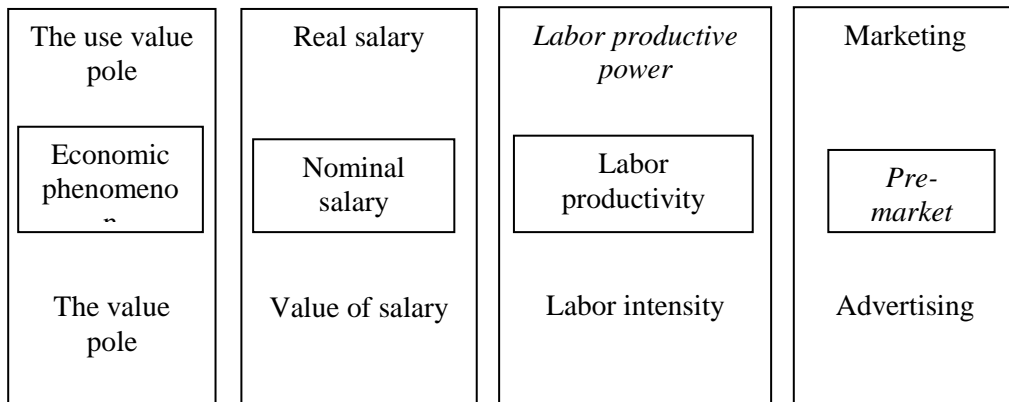 The use value
pole
Economic
phenomeno
n
The value
pole
Real salary
Nominal
salary
Value of salary
Labor productive
power
Labor
productivity
Labor intensity
Marketing
Pre-
market
Advertising